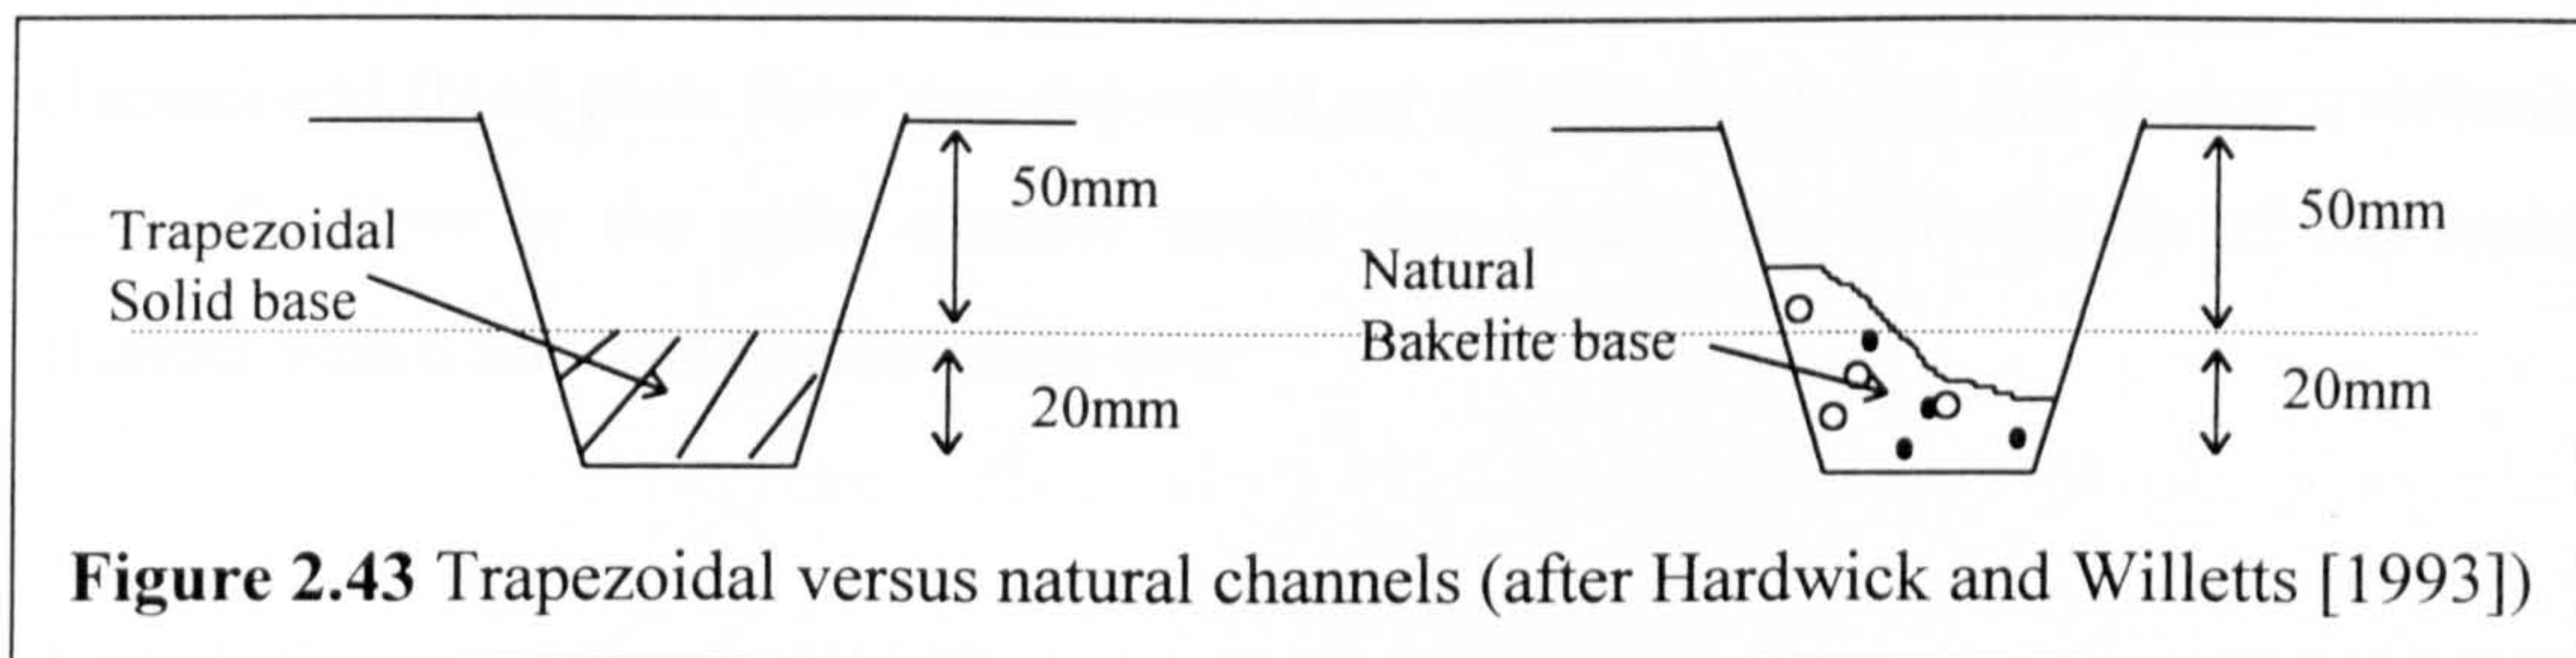 Trapezoidal
Solid base
50mm
20mm
Natural
Bakelite base
50mm
20mm
Figure 2.43 Trapezoidal versus natural channels (after Hardwick and Willetts [1993])